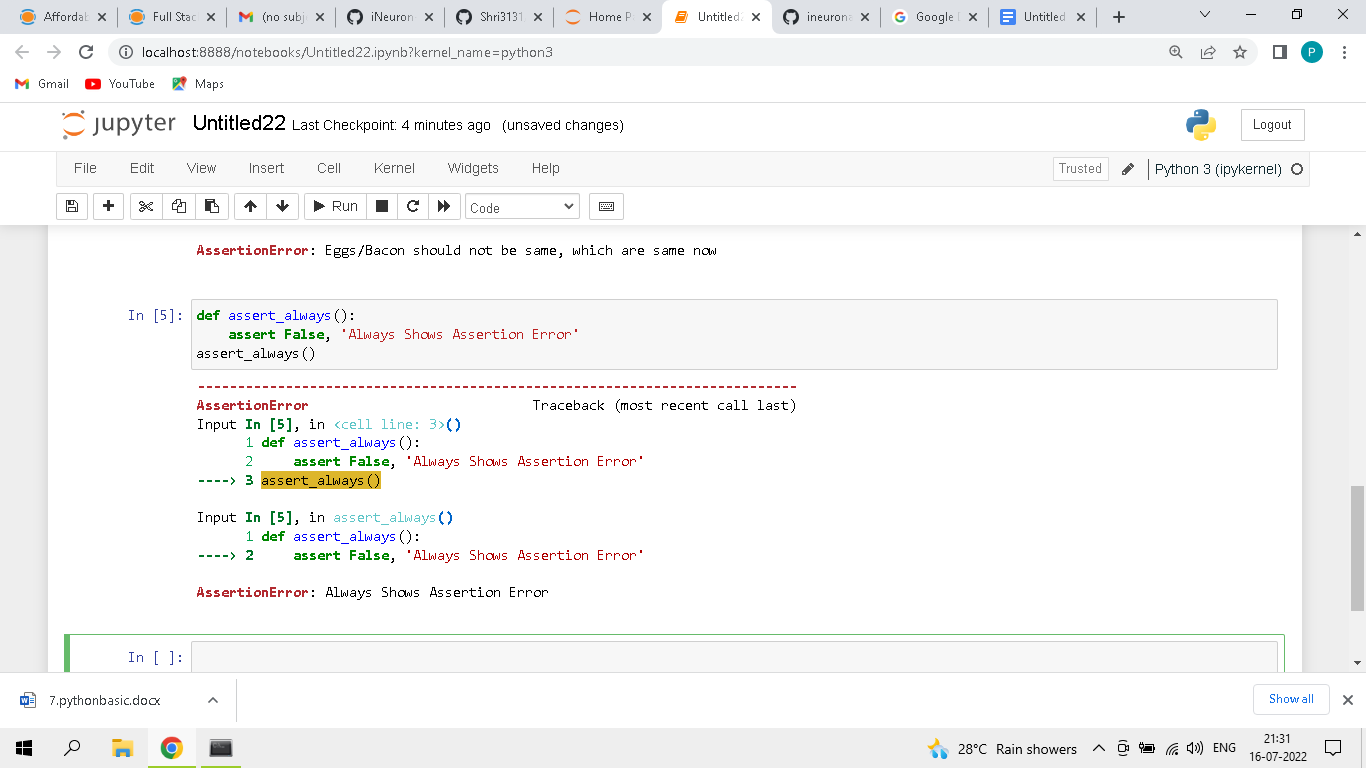 Affordab
Full Stac
(no subj
iNeuron
shri3131
Home P
Untitled2
ineurona
Google L
Untitled
localhost:8888/notebooks/Untitled22.ipynb?kernel_name=python3
P
Gmail YouTube Maps
jupyter Untitled22 Last Checkpoint: 4 minutes ago (unsaved changes)
Logout
File Edit View Insert Cell Kernel Widgets Help
Trusted Python 3 (ipykernel)
Run Code
AssertionError: Eggs/Bacon should not be same, which are same now
In [5]: def assert_always():
    assert False, 'Always Shows Assertion Error'
assert_always()
---------------------------------------------------------------------------
AssertionError Traceback (most recent call last)
Input In [5], in <cell line: 3>()
1 def assert_always():
2     assert False, 'Always Shows Assertion Error'
----> 3 assert_always()
Input In [5], in assert_always()
1 def assert_always():
----> 2     assert False, 'Always Shows Assertion Error'
AssertionError: Always Shows Assertion Error
In [ ]:
7.pythonbasic.docx
Show all
28°C Rain showers
ENG
21:31
16-07-2022